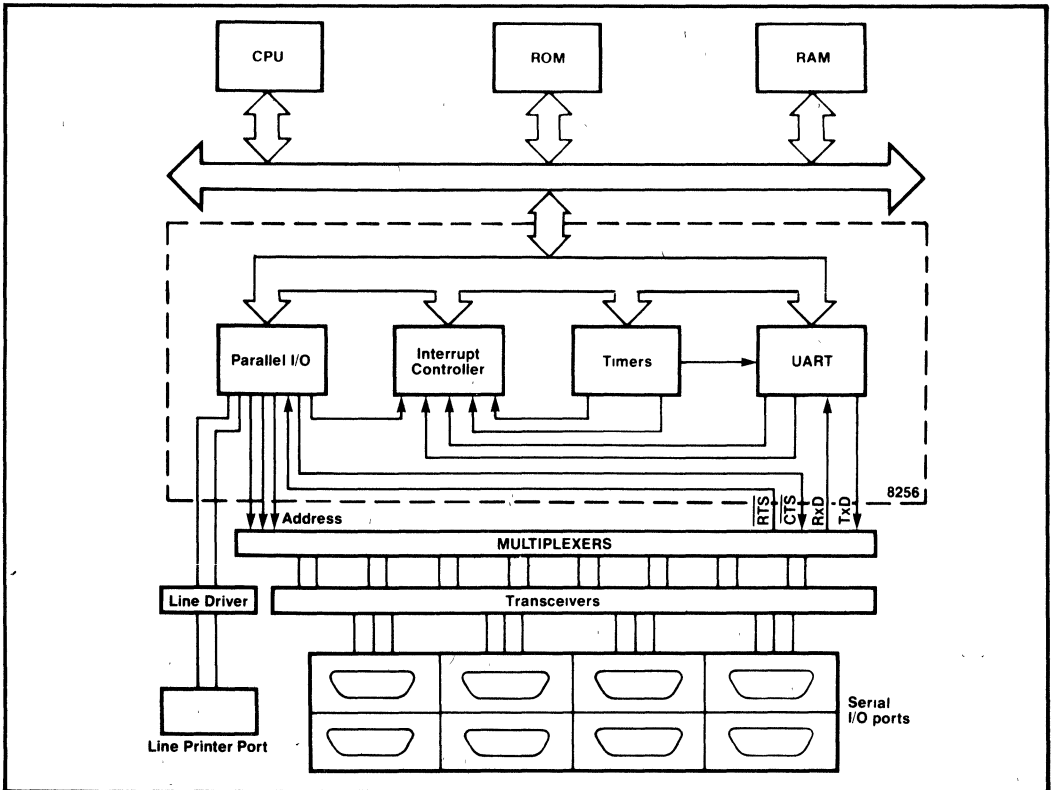 CPU
ROM
RAM
Parallel I/O
Interrupt
Controller
Timers
UART
8256
Address
RTS
CTS
RxD
TxD
MULTIPLEXERS
Line Driver
Transceivers
Serial
I/O ports
Line Printer Port